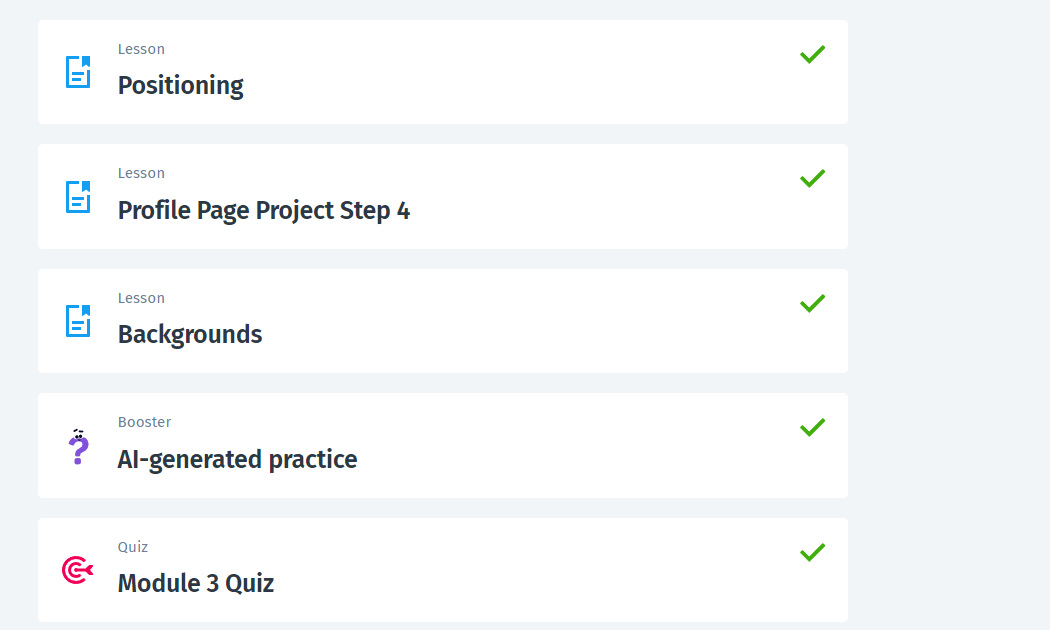 Lesson
Positioning
Lesson
Profile Page Project Step 4
Lesson
Backgrounds
Booster
AI-generated practice
Quiz
Module 3 Quiz